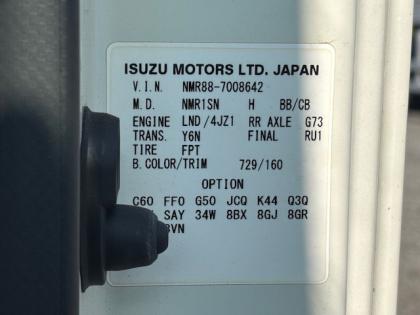 ISUZU MOTORS LTD. JAPAN
V.I.N. NMR88-7008642
M.D. NMR1SN H BB/CB
ENGINE LND/4JZ1 RR AXLE G73
TRANS. Y6N FINAL RU1
TIRE FPT
B.COLOR/TRIM 729/160
OPTION
C60 FF0 G50 JCQ K44 Q3Q
SAY 34W 8BX 8GJ 8GR